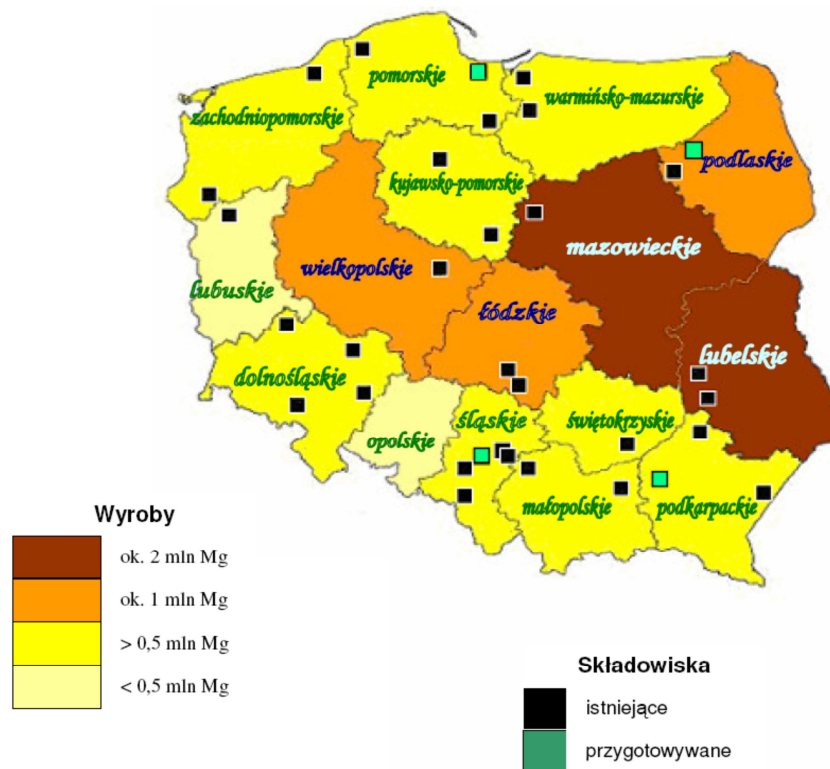 pomorskie
warmińsko-mazurskie
zachodniopomorskie
podlaskie
kujawsko-pomorskie
mazowieckie
wielkopolskie
lubuskie
łódzkie
lubelskie
dolnośląskie
śląskie
świętokrzyskie
opolskie
małopolskie
podkarpackie
Wyroby
ok. 2 mln Mg
ok. 1 mln Mg
> 0,5 mln Mg
< 0,5 mln Mg
Składowiska
istniejące
przygotowywane